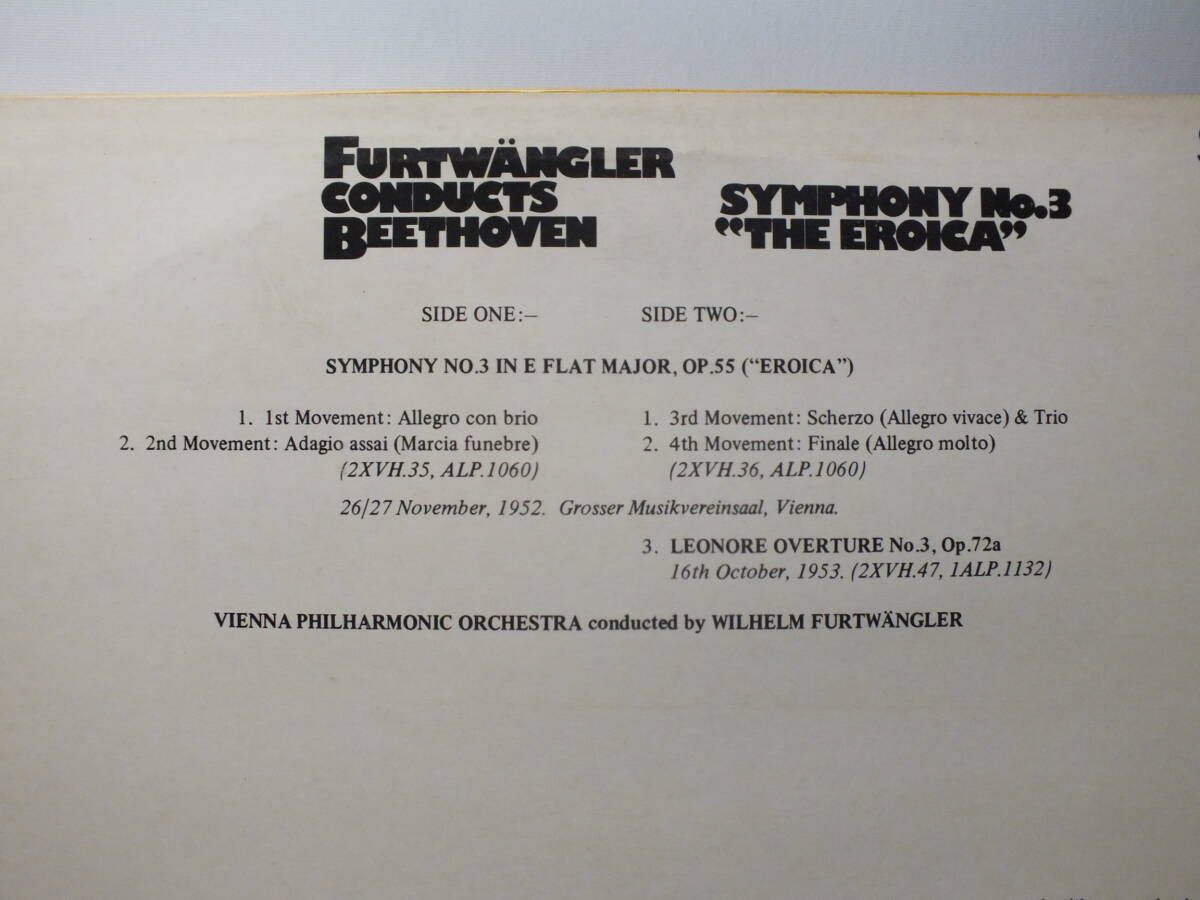 FURTWÄNGLER
CONDUCTS
BEETHOVEN
SYMPHONY No.3
“THE EROICA”
SIDE ONE:–
SIDE TWO:–
SYMPHONY NO.3 IN E FLAT MAJOR, OP.55 (“EROICA”)
1. 1st Movement: Allegro con brio
2. 2nd Movement: Adagio assai (Marcia funebre)
(2XVH.35, ALP.1060)
1. 3rd Movement: Scherzo (Allegro vivace) & Trio
2. 4th Movement: Finale (Allegro molto)
(2XVH.36, ALP.1060)
26/27 November, 1952. Grosser Musikvereinsaal, Vienna.
3. LEONORE OVERTURE No.3, Op.72a
16th October, 1953. (2XVH.47, 1ALP.1132)
VIENNA PHILHARMONIC ORCHESTRA conducted by WILHELM FURTWÄNGLER